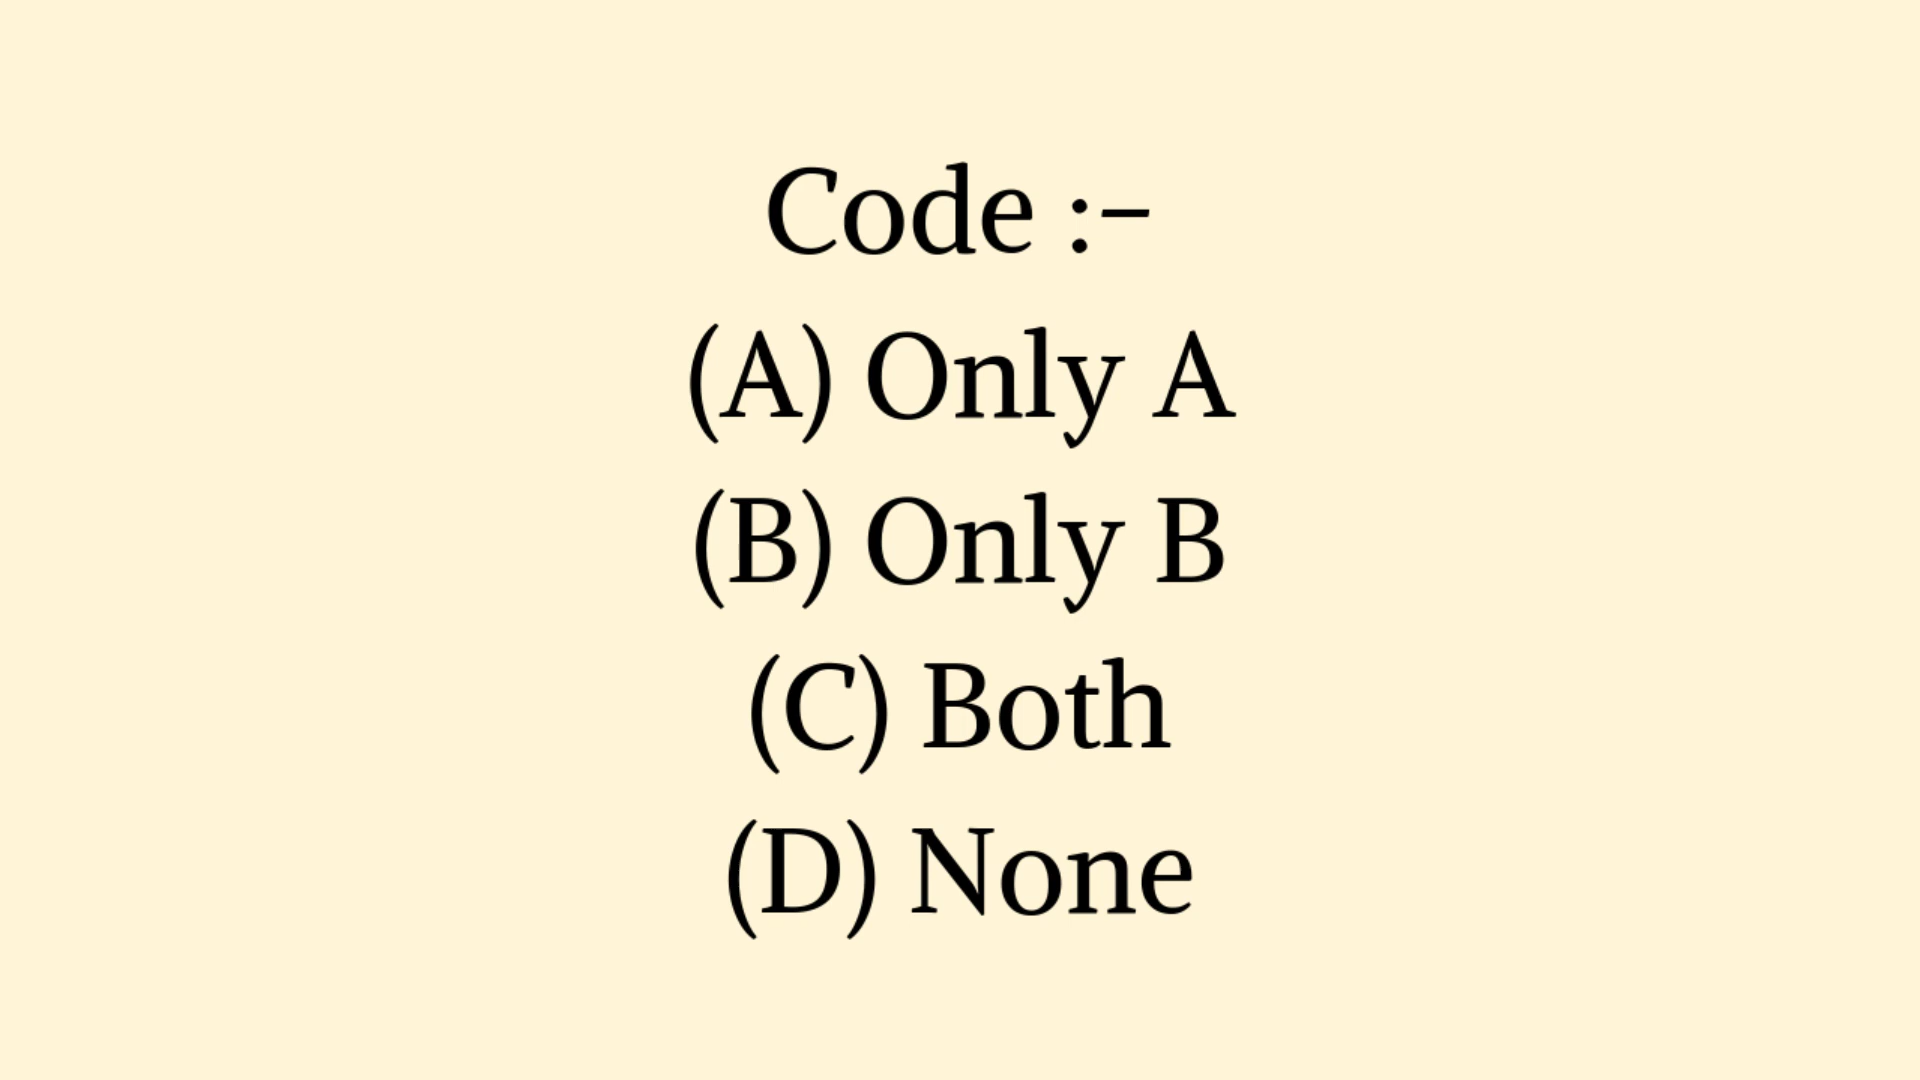 Code :-
(A) Only A
(B) Only B
(C) Both
(D) None